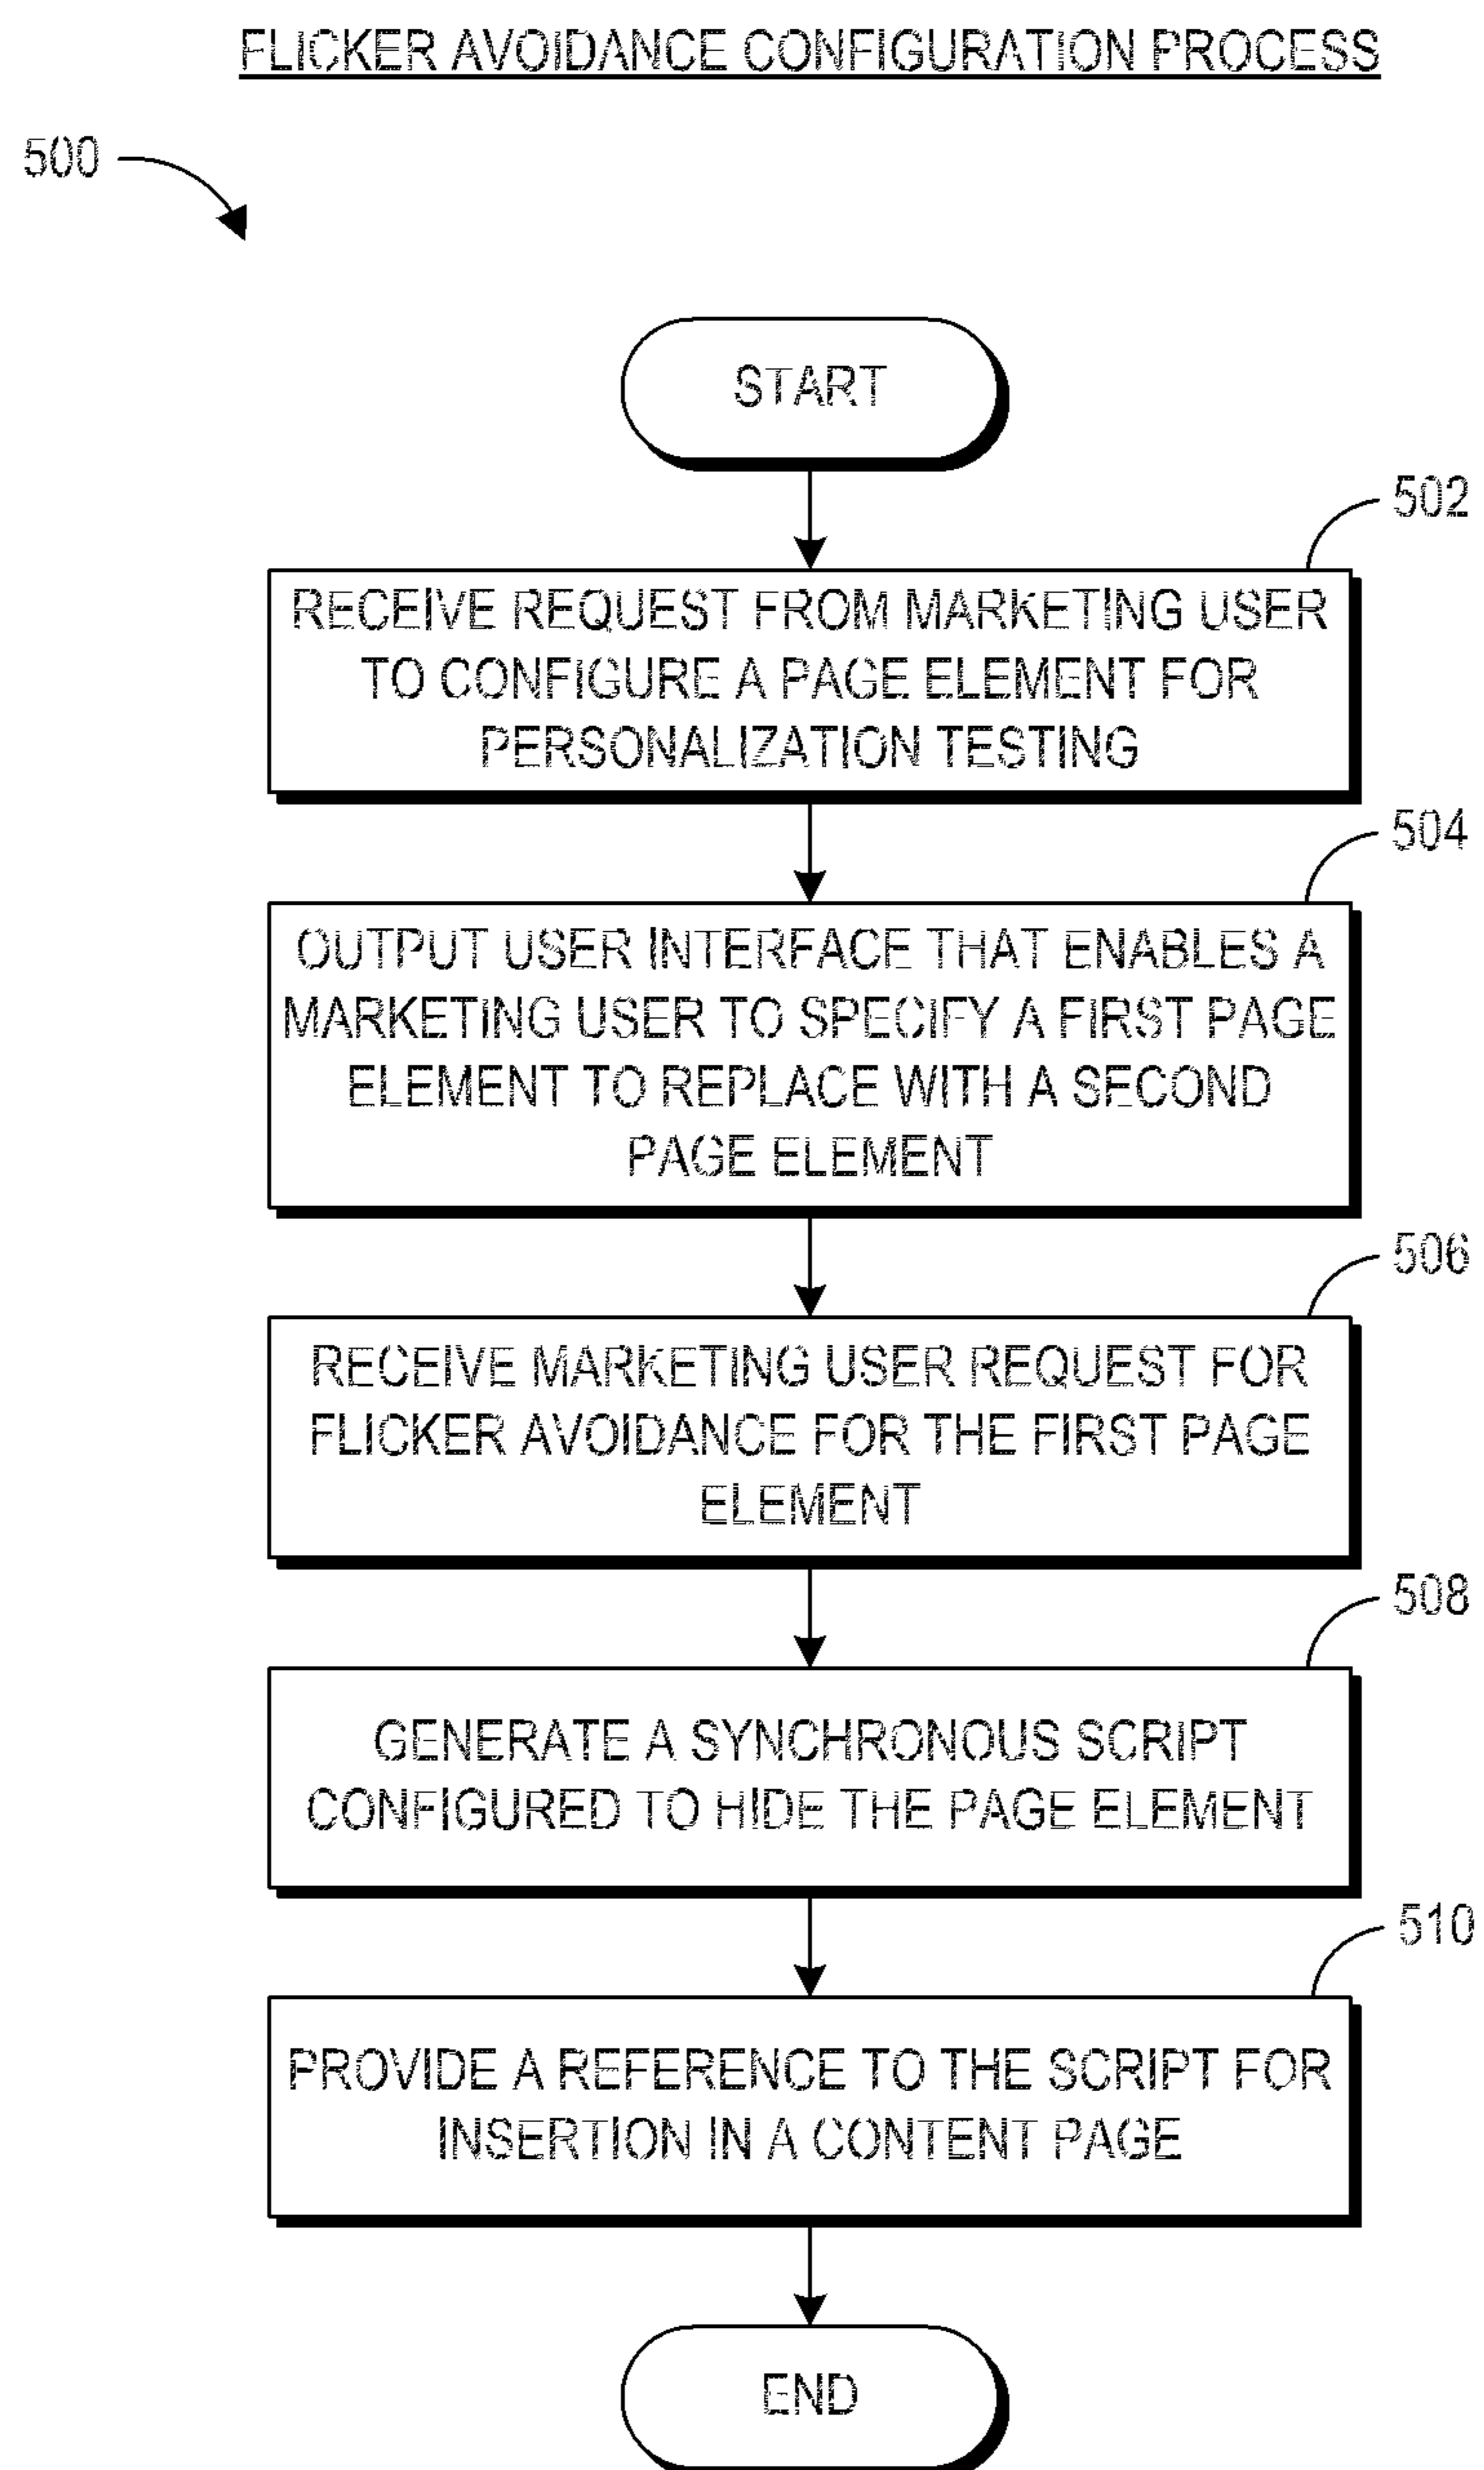 FLICKER AVOIDANCE CONFIGURATION PROCESS
500
START
502
RECEIVE REQUEST FROM MARKETING USER
TO CONFIGURE A PAGE ELEMENT FOR
PERSONALIZATION TESTING
504
OUTPUT USER INTERFACE THAT ENABLES A
MARKETING USER TO SPECIFY A FIRST PAGE
ELEMENT TO REPLACE WITH A SECOND
PAGE ELEMENT
506
RECEIVE MARKETING USER REQUEST FOR
FLICKER AVOIDANCE FOR THE FIRST PAGE
ELEMENT
508
GENERATE A SYNCHRONOUS SCRIPT
CONFIGURED TO HIDE THE PAGE ELEMENT
510
PROVIDE A REFERENCE TO THE SCRIPT FOR
INSERTION IN A CONTENT PAGE
END